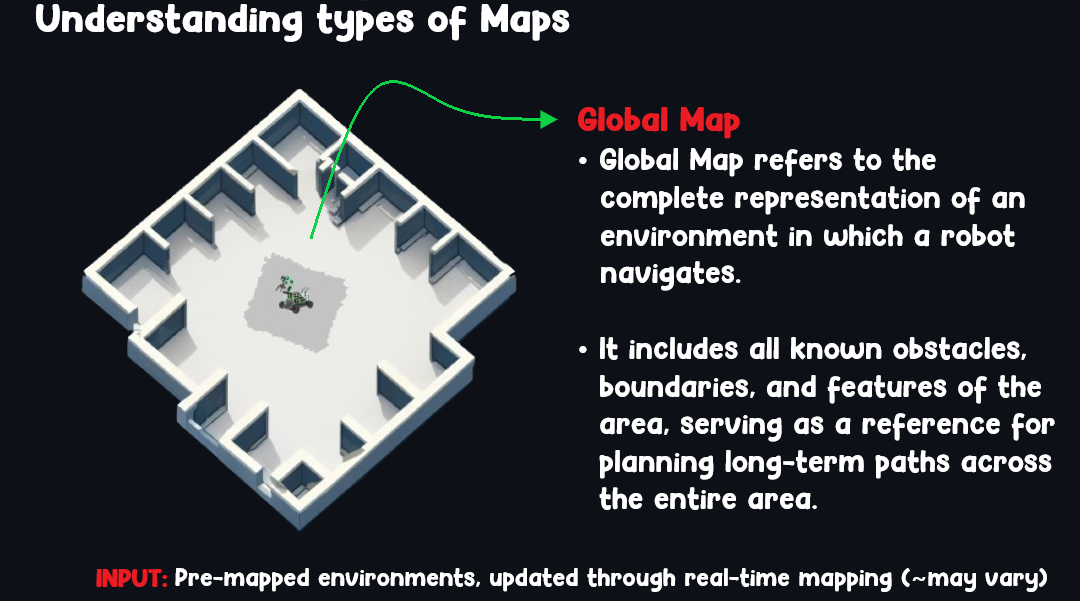 Understanding types of Maps
Global Map
• Global Map refers to the
complete representation of an
environment in which a robot
navigates.
• It includes all known obstacles,
boundaries, and features of the
area, serving as a reference for
planning long-term paths across
the entire area.
INPUT: Pre-mapped environments, updated through real-time mapping (~may vary)